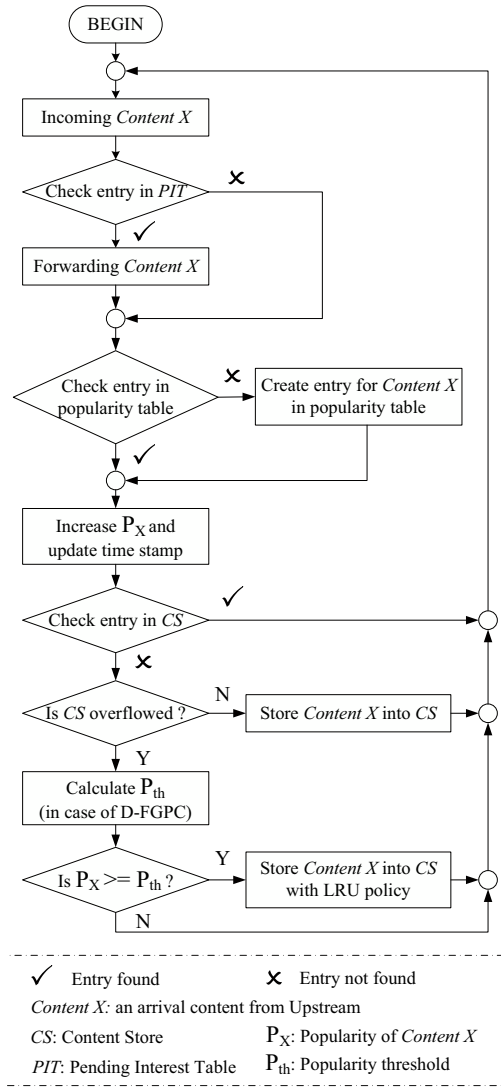 BEGIN
Incoming Content X
Check entry in PIT
✗
✓
Forwarding Content X
Check entry in
popularity table
✗
Create entry for Content X
in popularity table
✓
Increase PX and
update time stamp
Check entry in CS
✓
✗
Is CS overflowed ?
N
Store Content X into CS
Y
Calculate Pth
(in case of D-FGPC)
Is PX >= Pth ?
Y
Store Content X into CS
with LRU policy
N
✓ Entry found
✗ Entry not found
Content X: an arrival content from Upstream
CS: Content Store
PX: Popularity of Content X
PIT: Pending Interest Table
Pth: Popularity threshold